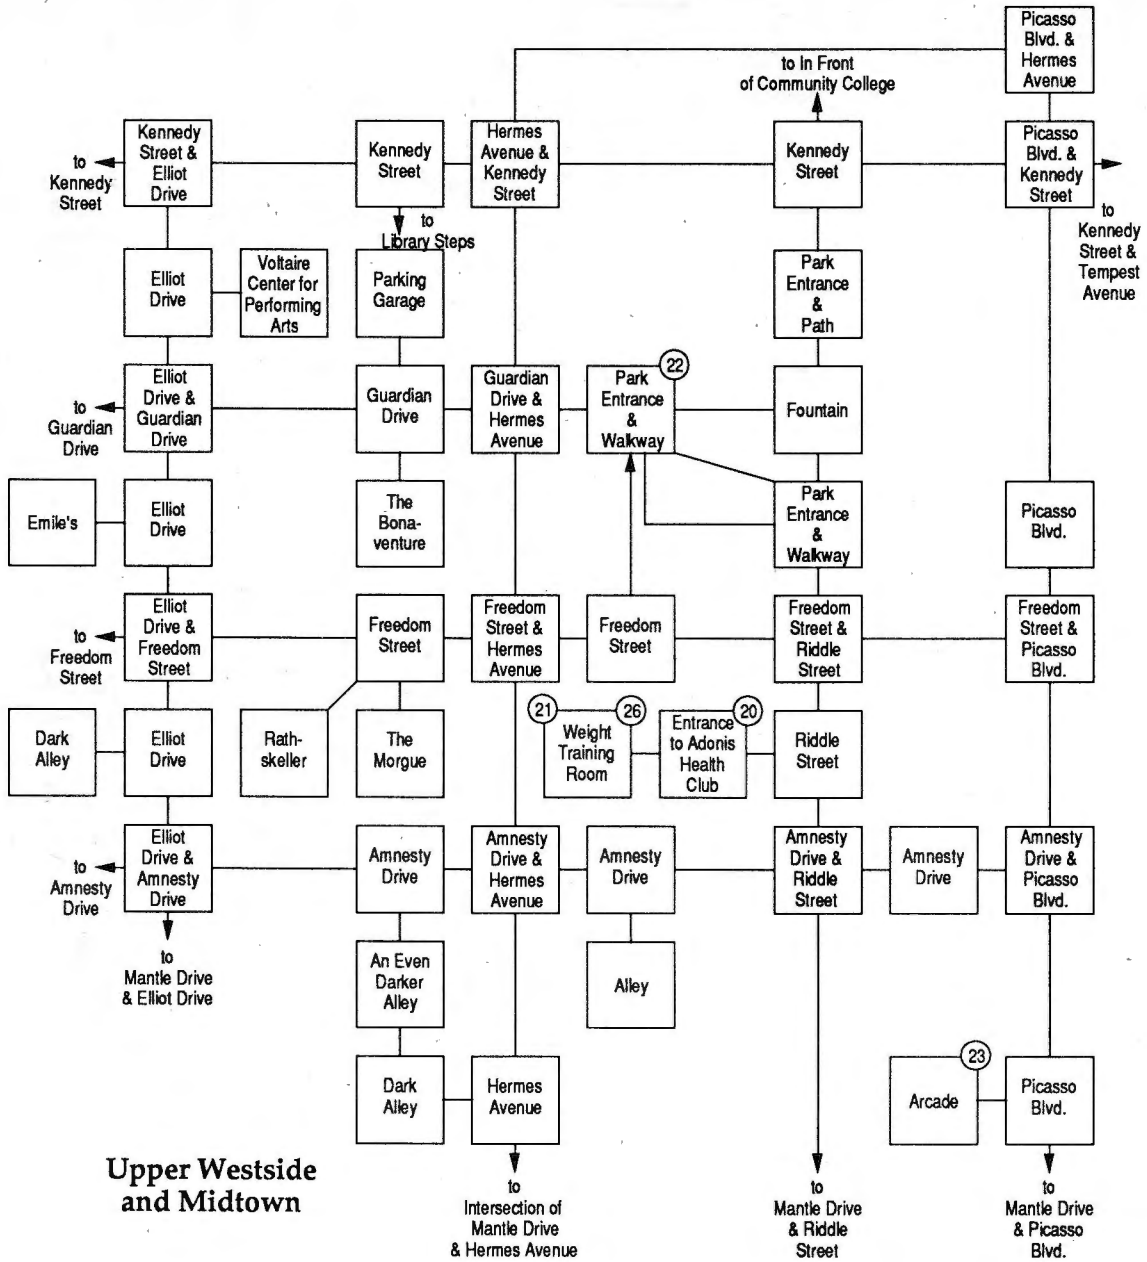 Picasso
Blvd. &
Hermes
Avenue
to In Front
of Community College
Kennedy
Street &
Elliot
Drive
to
Kennedy
Street
Kennedy
Street
to
Library Steps
Hermes
Avenue &
Kennedy
Street
Kennedy
Street
Picasso
Blvd. &
Kennedy
Street
to
Kennedy
Street &
Tempest
Avenue
Elliot
Drive
Voltaire
Center for
Performing
Arts
Parking
Garage
Park
Entrance
&
Path
to
Guardian
Drive
Elliot
Drive &
Guardian
Drive
Guardian
Drive
Guardian
Drive &
Hermes
Avenue
22
Park
Entrance
&
Walkway
Fountain
Emile's
Elliot
Drive
The
Bona-
venture
Park
Entrance
&
Walkway
Picasso
Blvd.
to
Freedom
Street
Elliot
Drive &
Freedom
Street
Freedom
Street
Freedom
Street &
Hermes
Avenue
Freedom
Street
Freedom
Street &
Riddle
Street
Freedom
Street &
Picasso
Blvd.
Dark
Alley
Elliot
Drive
Rath-
skeller
The
Morgue
21
26
Weight
Training
Room
20
Entrance
to Adonis
Health
Club
Riddle
Street
to
Amnesty
Drive
Elliot
Drive &
Amnesty
Drive
Amnesty
Drive
Amnesty
Drive &
Hermes
Avenue
Amnesty
Drive
Amnesty
Drive &
Riddle
Street
Amnesty
Drive
Amnesty
Drive &
Picasso
Blvd.
to
Mantle Drive
& Elliot Drive
An Even
Darker
Alley
Alley
Dark
Alley
Hermes
Avenue
23
Arcade
Picasso
Blvd.
Upper Westside
and Midtown
to
Intersection of
Mantle Drive
& Hermes Avenue
to
Mantle Drive
& Riddle
Street
to
Mantle Drive
& Picasso
Blvd.